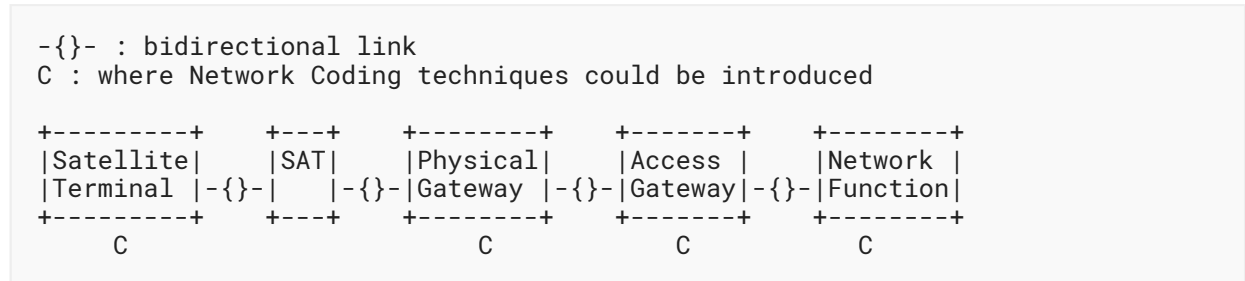 -{}- : bidirectional link
C : where Network Coding techniques could be introduced

+---------+    +---+    +--------+     +-------+    +--------+
|Satellite|    |SAT|    |Physical|     |Access |    |Network |
|Terminal |-{}-|   |-{}-|Gateway |-{}-|Gateway|-{}-|Function|
+---------+    +---+    +--------+     +-------+    +--------+
     C                       C            C           C